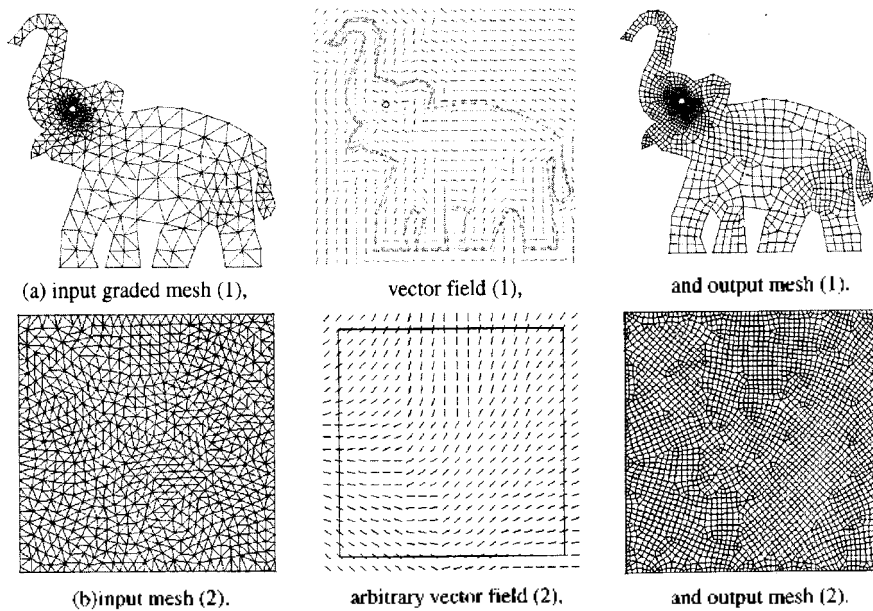 (a) input graded mesh (1),
vector field (1),
and output mesh (1).
(b)input mesh (2).
arbitrary vector field (2),
and output mesh (2).